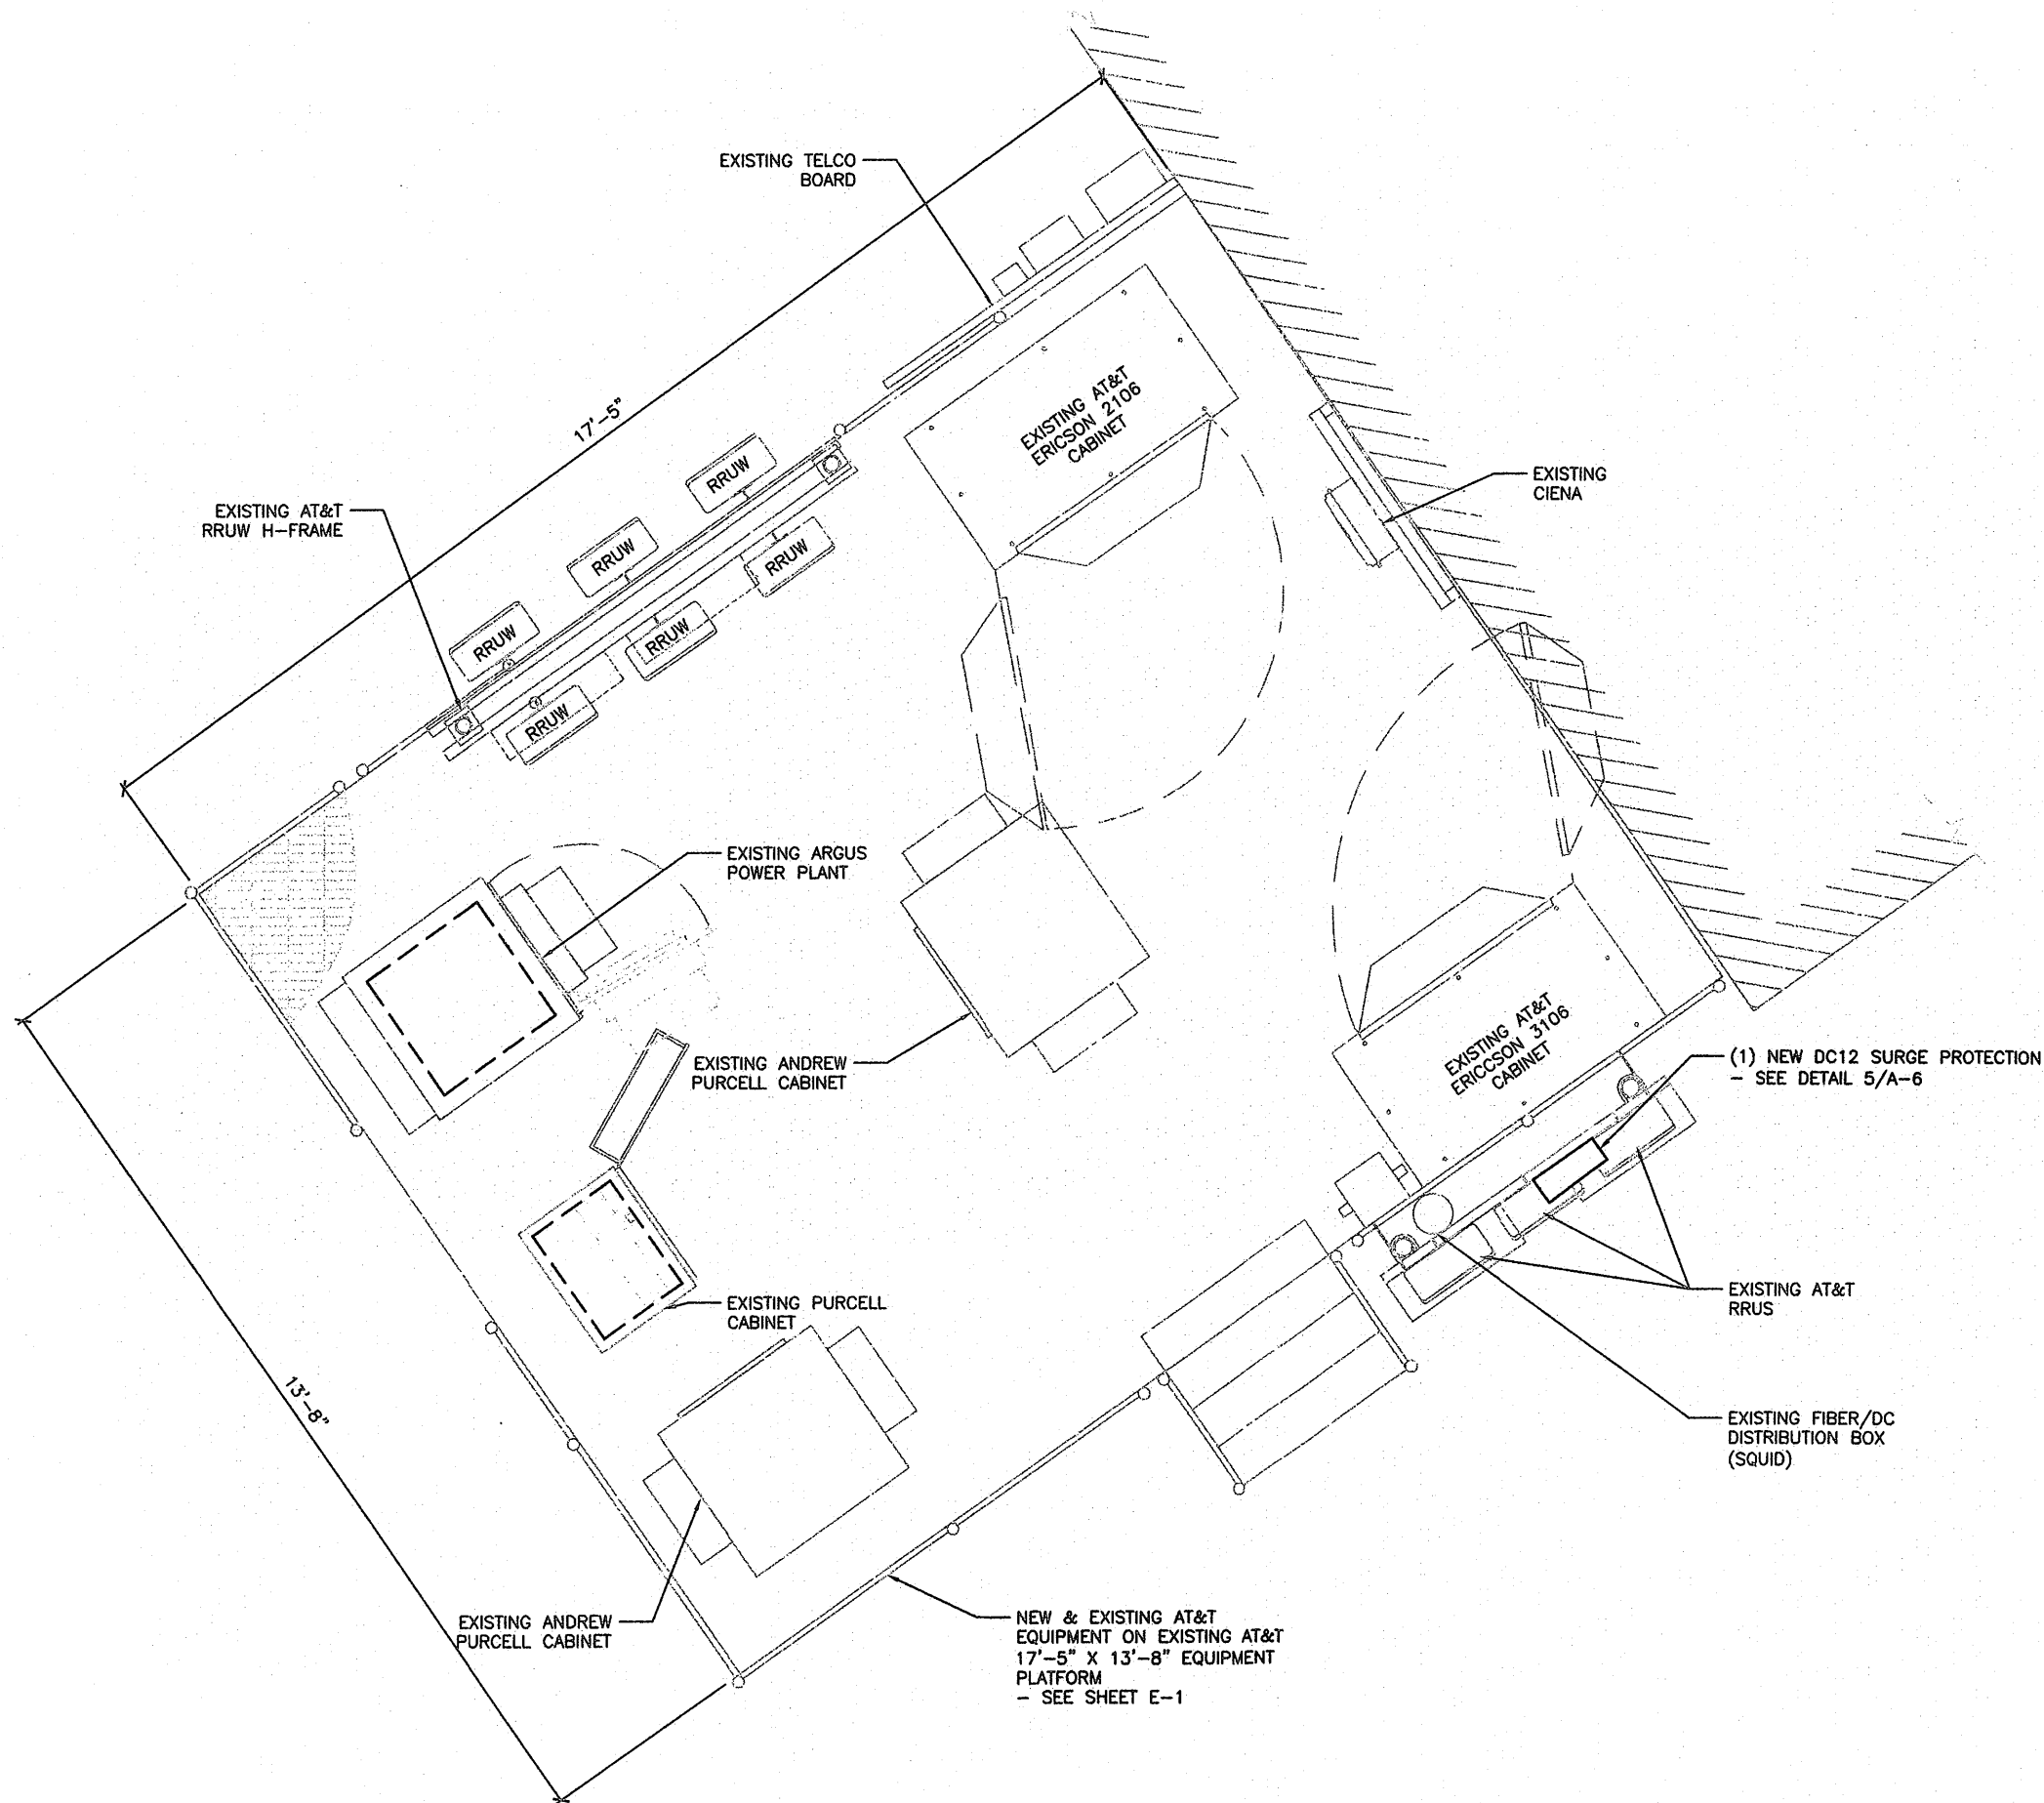 EXISTING TELCO
BOARD
17'-5"
EXISTING AT&T
ERICSON 2106
CABINET
RRUW
EXISTING
CIENA
EXISTING AT&T
RRUW H-FRAME
RRUW
RRUW
RRUW
RRUW
RRUW
EXISTING ARGUS
POWER PLANT
EXISTING ANDREW
PURCELL CABINET
EXISTING AT&T
ERICCSON 3106
CABINET
(1) NEW DC12 SURGE PROTECTION
- SEE DETAIL 5/A-6
EXISTING PURCELL
CABINET
EXISTING AT&T
RRUS
13'-8"
EXISTING FIBER/DC
DISTRIBUTION BOX
(SQUID)
EXISTING ANDREW
PURCELL CABINET
NEW & EXISTING AT&T
EQUIPMENT ON EXISTING AT&T
17'-5" X 13'-8" EQUIPMENT
PLATFORM
- SEE SHEET E-1